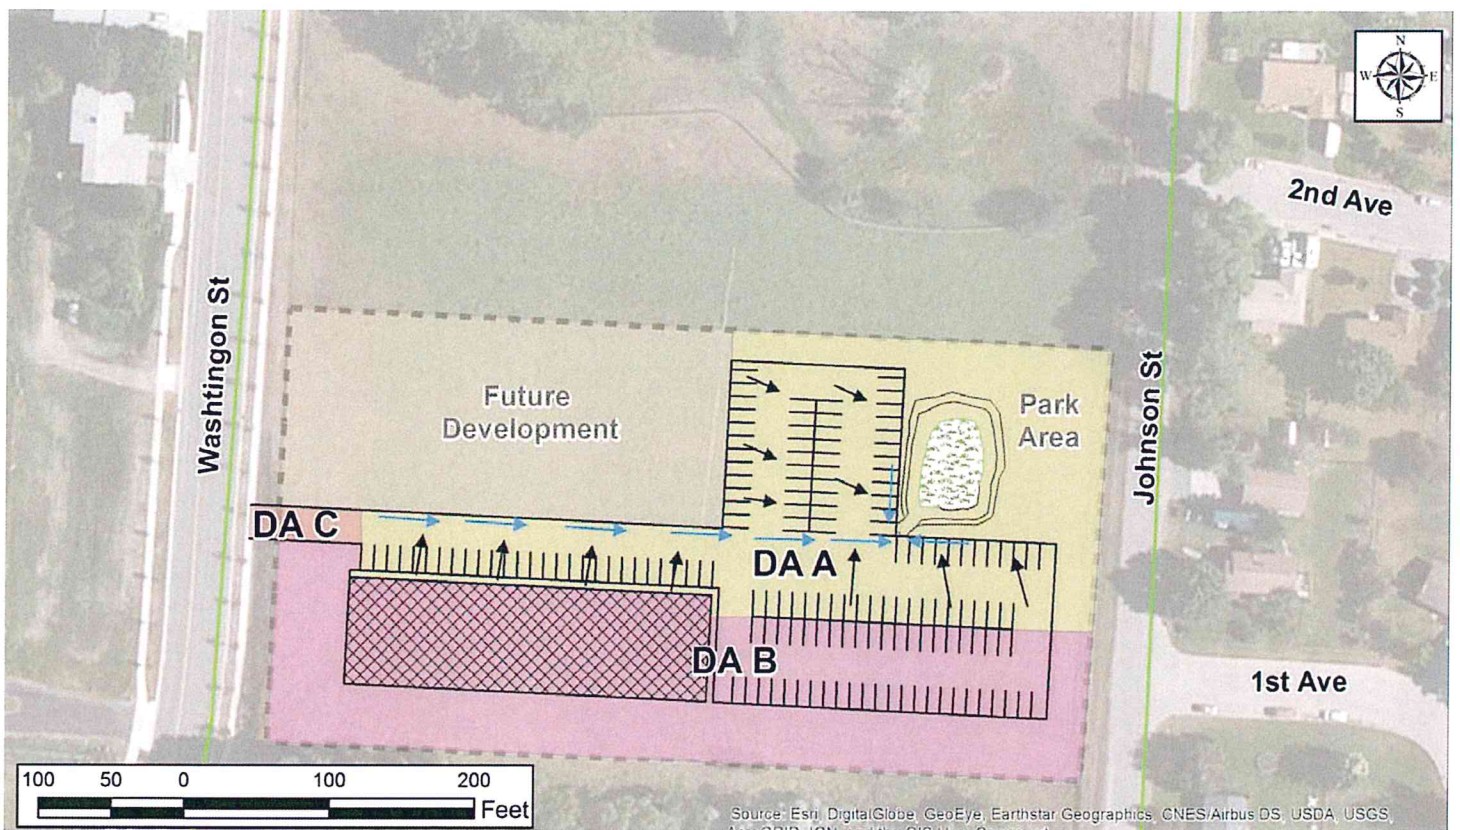 N
W E
S
2nd Ave
Washtingon St
Johnson St
Future
Development
Park
Area
DA C
DA A
DA B
1st Ave
100 50 0 100 200
Feet
Source: Esri, DigitalGlobe, GeoEye, Earthstar Geographics, CNES/Airbus DS, USDA, USGS,